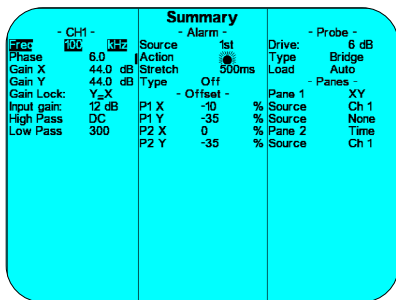 Summary
- CH1 -
Freq 100 kHz
Phase 6.0
Gain X 44.0 dB
Gain Y 44.0 dB
Gain Lock: Y=X
Input gain: 12 dB
High Pass DC
Low Pass 300
- Alarm -
Source 1st
Action
Stretch 500ms
Type Off
- Offset -
P1 X -10 %
P1 Y -35 %
P2 X 0 %
P2 Y -35 %
- Probe -
Drive: 6 dB
Type Bridge
Load Auto
- Panes -
Pane 1 XY
Source Ch 1
Source None
Pane 2 Time
Source Ch 1